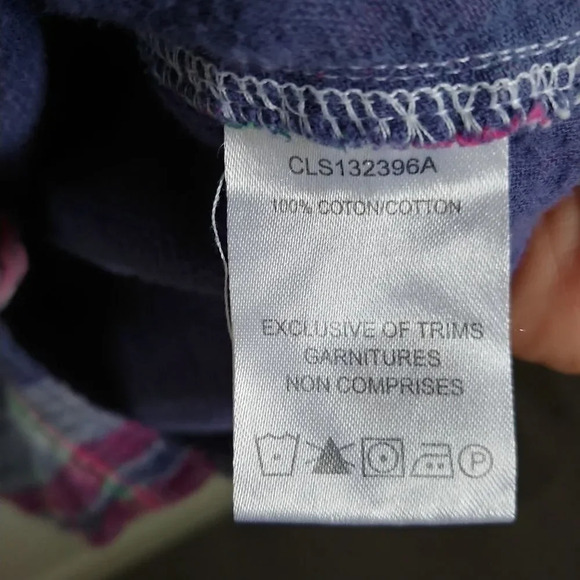 CLS132396A
100% COTON/COTTON
EXCLUSIVE OF TRIMS
GARNITURES
NON COMPRISES
P